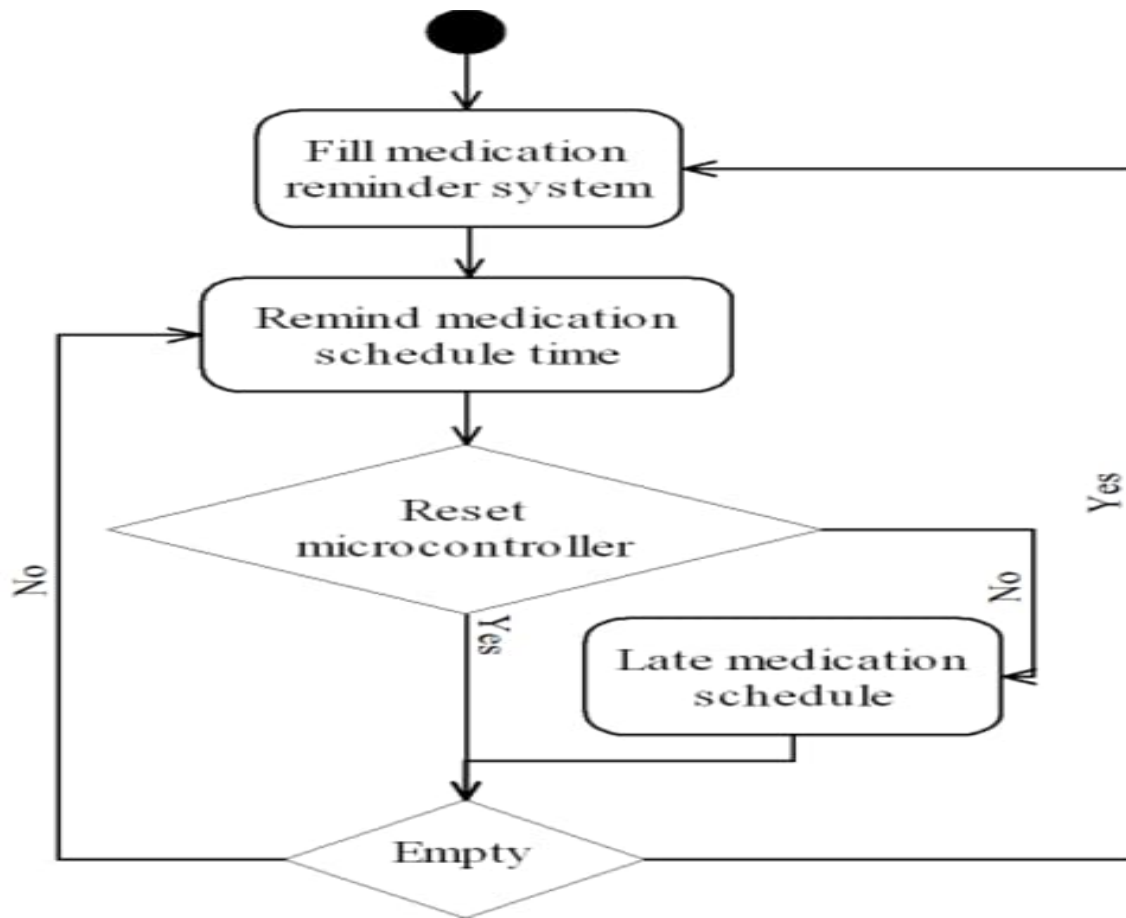 Fill medication
reminder system
Remind medication
schedule time
Reset
microcontroller
Yes
No
Yes
No
Late medication
schedule
Empty